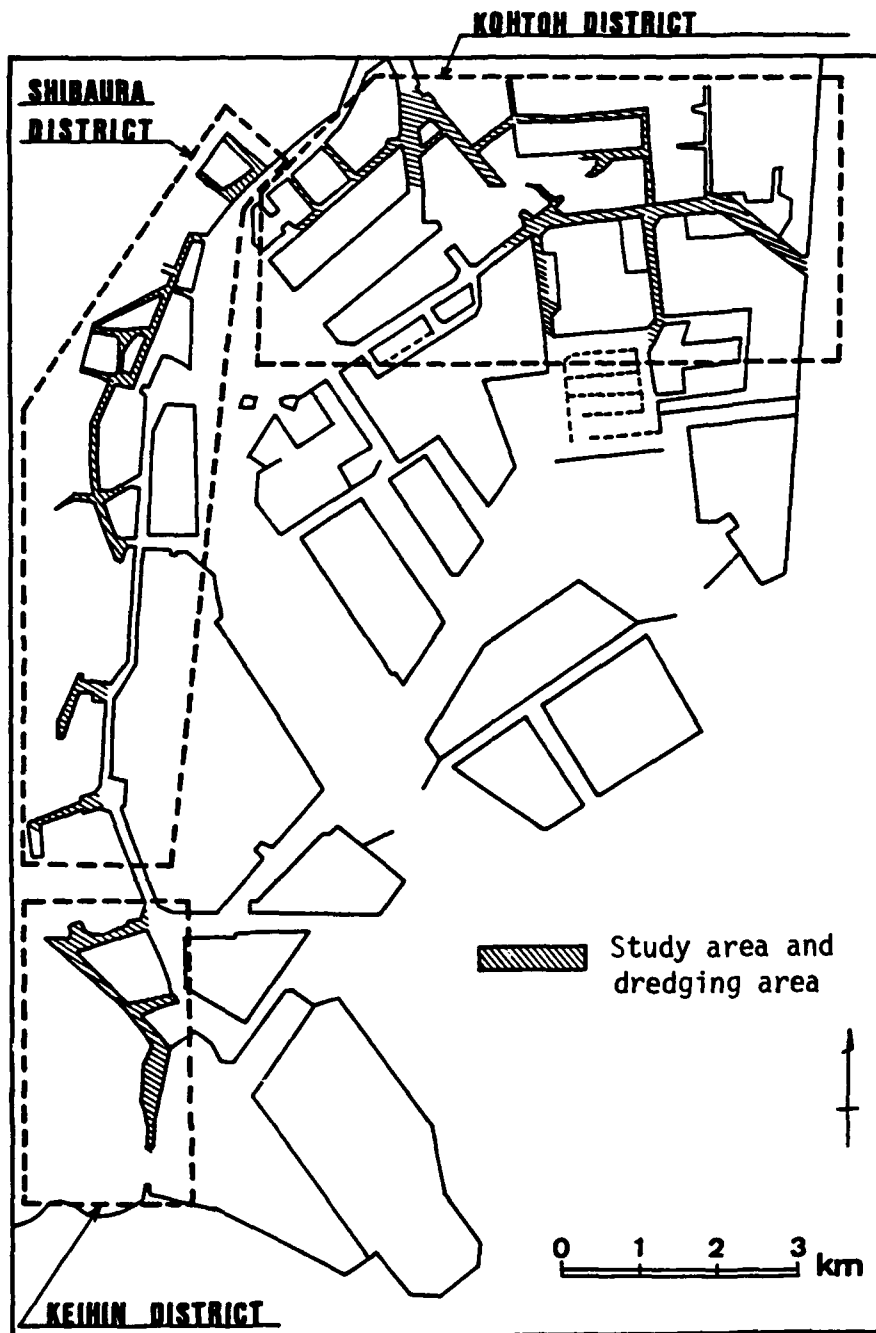 KOHTOH DISTRICT
SHIBAURA
DISTRICT
Study area and
dredging area
0 1 2 3 km
KEIHIN DISTRICT